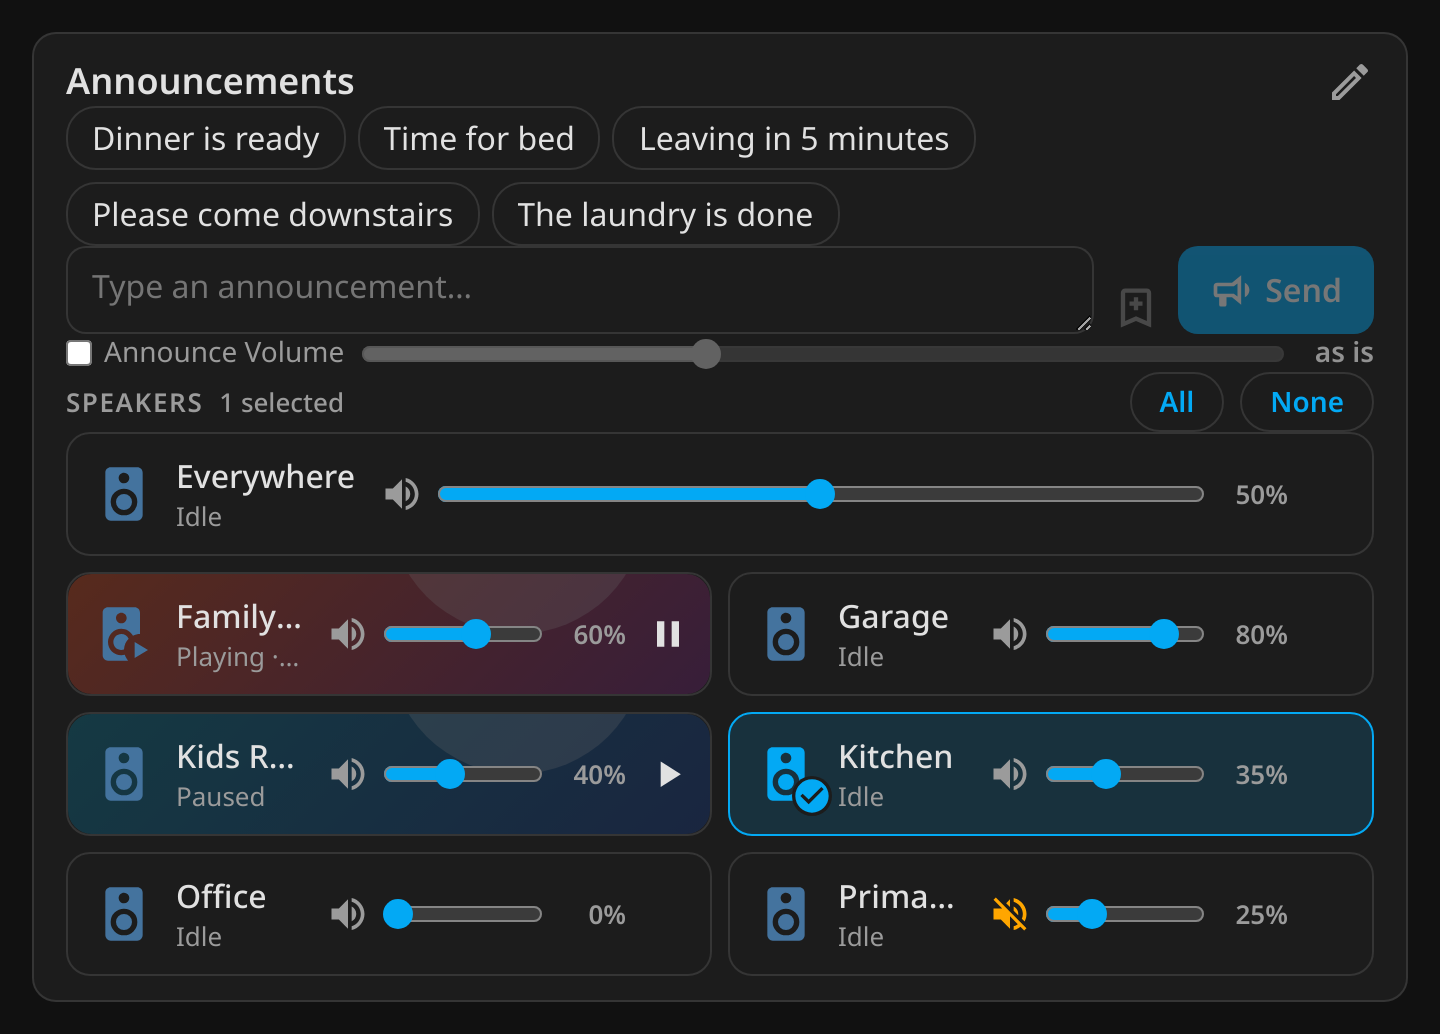 Announcements
Dinner is ready Time for bed Leaving in 5 minutes
Please come downstairs The laundry is done
Type an announcement... Send
Announce Volume as is
SPEAKERS 1 selected All None
Everywhere 50%
Idle
Family... 60% Garage 80%
Playing ·... Idle
Kids R... 40% Kitchen 35%
Paused Idle
Office 0% Prima... 25%
Idle Idle